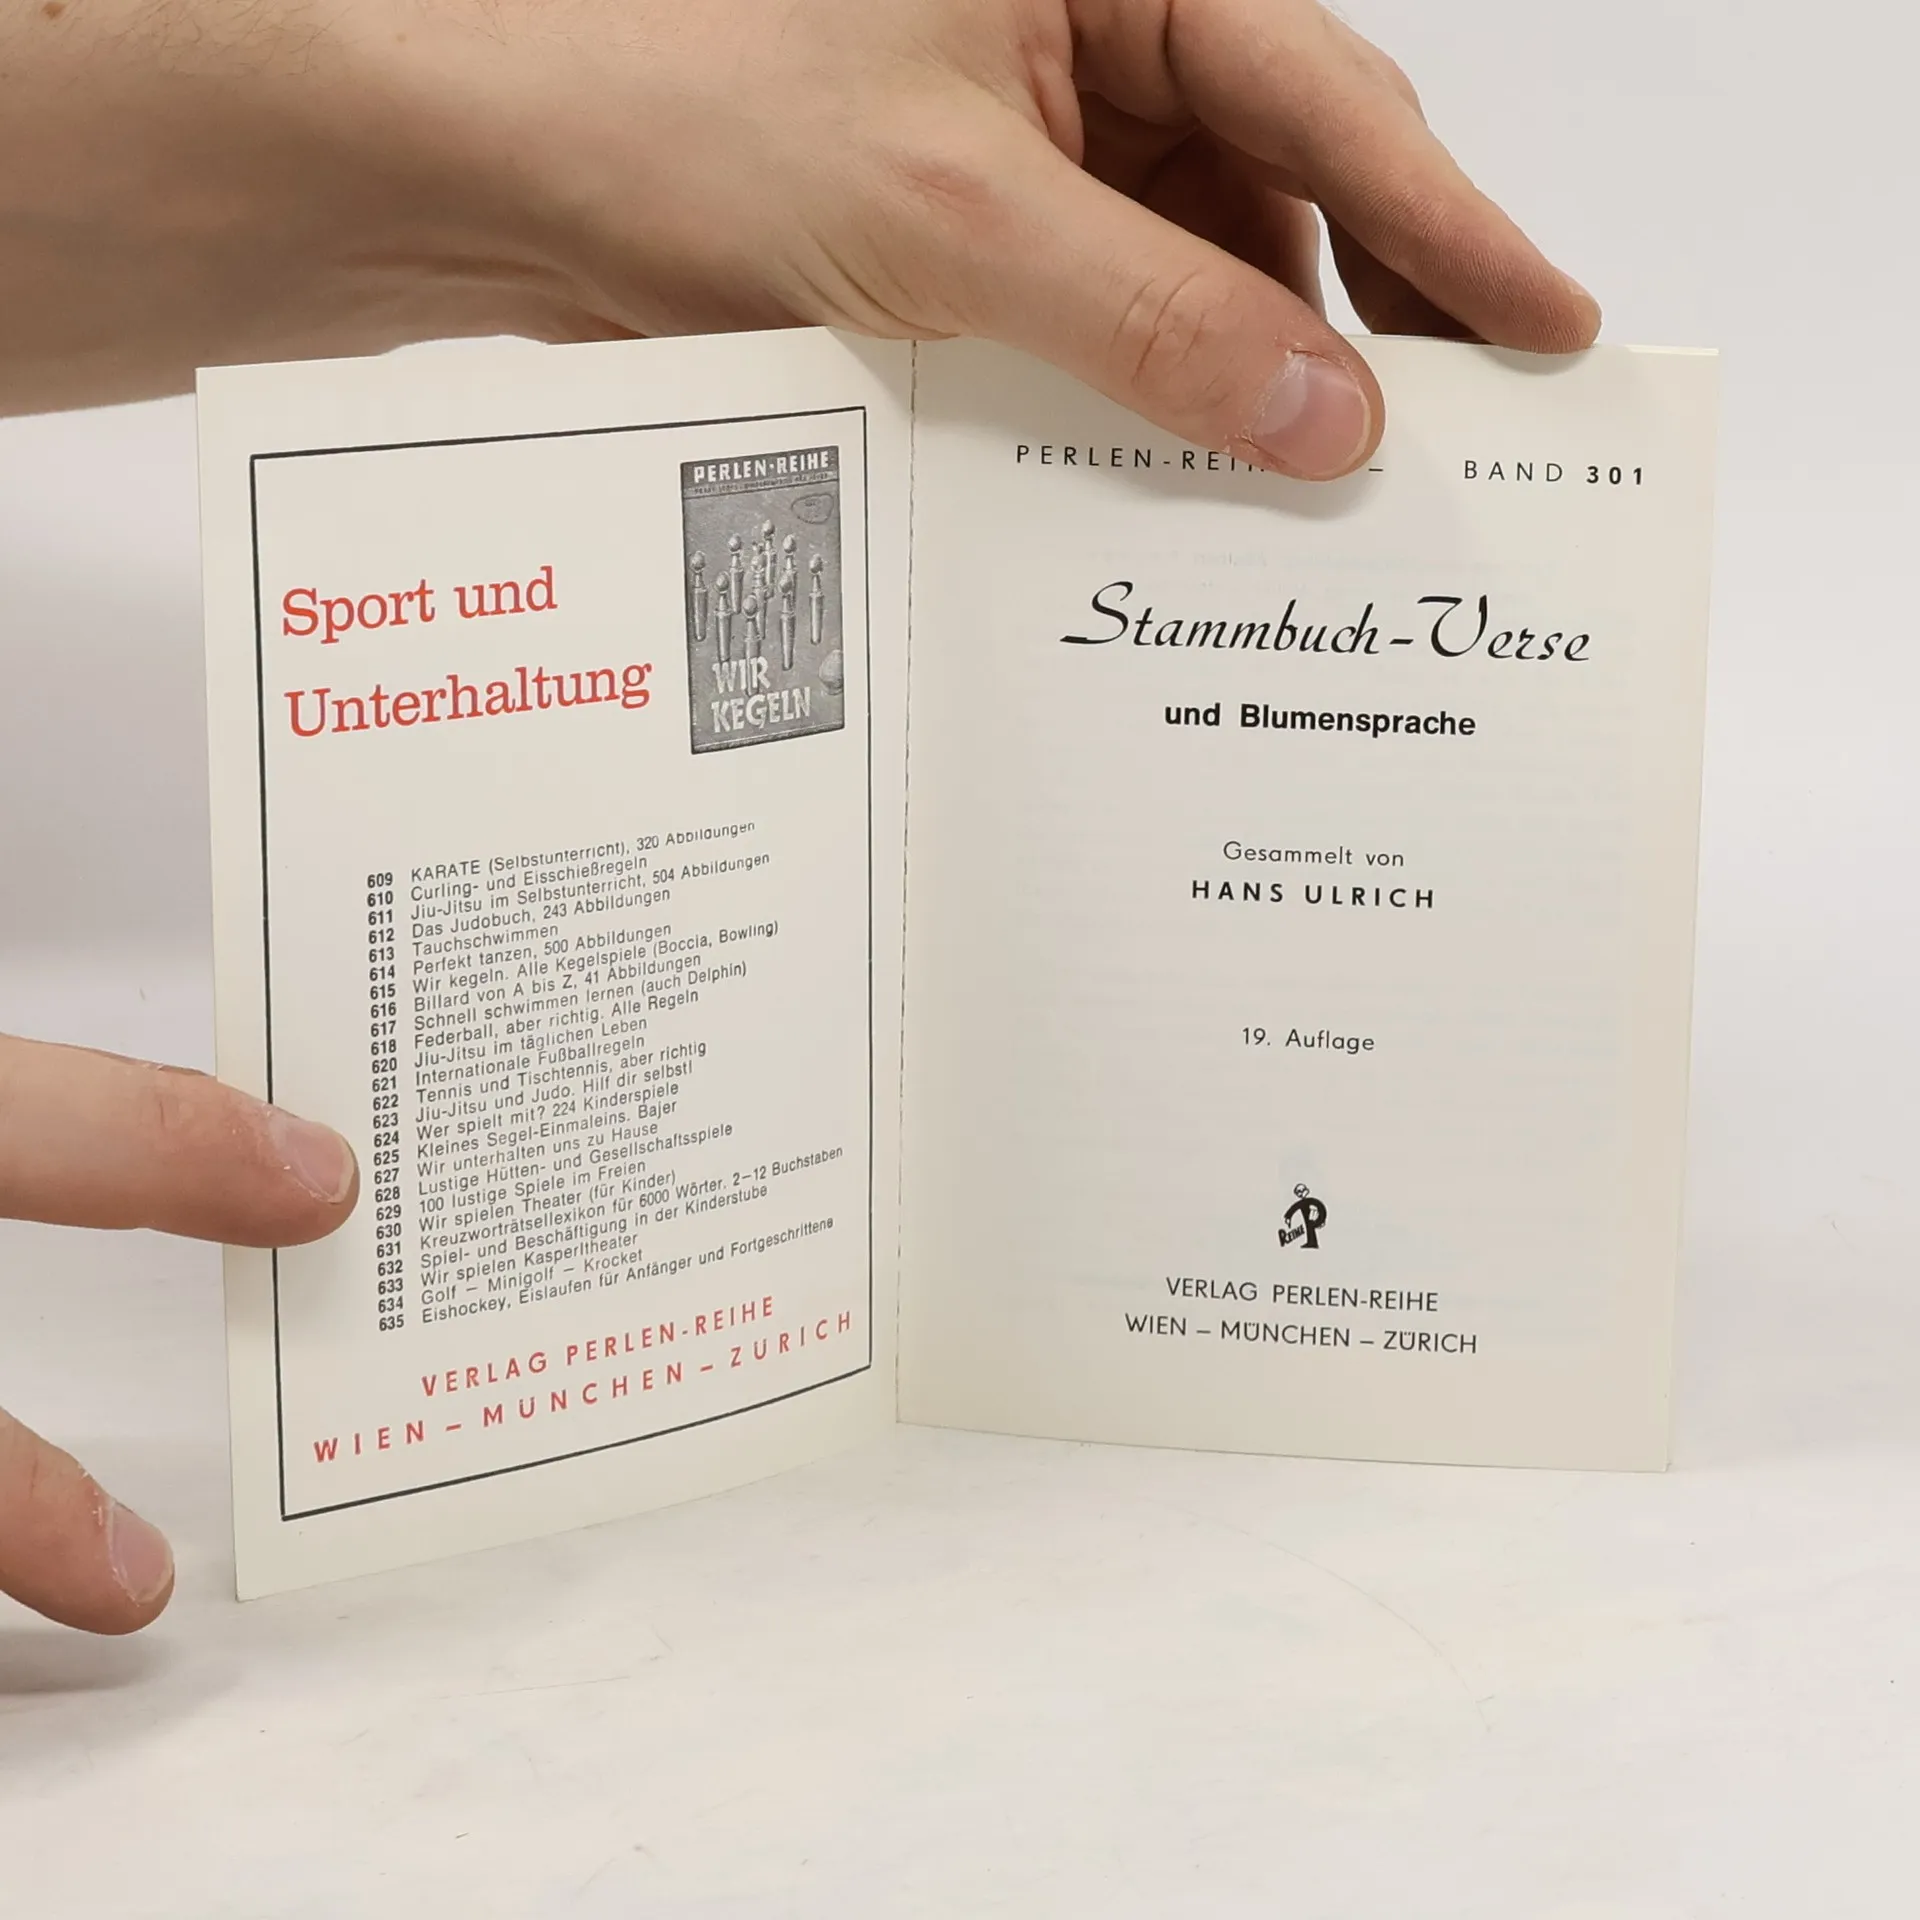 Sport und
Unterhaltung
PERLEN-REIHE
WIR
KEGELN
609 KARATE (Selbstunterricht), 320 Abbildungen
610 Curling- und Eisschießregeln
611 Jiu-Jitsu im Selbstunterricht, 504 Abbildungen
612 Das Judobuch, 243 Abbildungen
613 Tauchschwimmen
614 Perfekt tanzen, 500 Abbildungen
615 Wir kegeln. Alle Kegelspiele (Boccia, Bowling)
616 Billard von A bis Z, 41 Abbildungen
617 Schnell schwimmen lernen (auch Delphin)
618 Federball, aber richtig. Alle Regeln
620 Jiu-Jitsu im täglichen Leben
621 Internationale Fußballregeln
622 Tennis und Tischtennis, aber richtig
623 Jiu-Jitsu und Judo. Hilf dir selbst!
624 Wer spielt mit? 224 Kinderspiele
625 Kleines Segel-Einmaleins. Bajer
627 Wir unterhalten uns zu Hause
628 Lustige Hütten- und Gesellschaftsspiele
629 100 lustige Spiele im Freien
630 Wir spielen Theater (für Kinder)
631 Kreuzworträtsellexikon für 6000 Wörter. 2–12 Buchstaben
632 Spiel- und Beschäftigung in der Kinderstube
633 Wir spielen Kasperltheater
634 Golf – Minigolf – Krocket
635 Eishockey, Eislaufen für Anfänger und Fortgeschrittene
VERLAG PERLEN-REIHE
WIEN – MÜNCHEN – ZÜRICH
– BAND 301
Stammbuch-Verse
und Blumensprache
Gesammelt von
HANS ULRICH
19. Auflage
P
REIHE
VERLAG PERLEN-REIHE
WIEN – MÜNCHEN – ZÜRICH